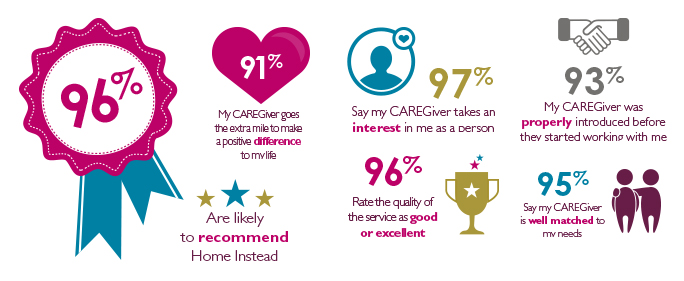 96%
Are likely
to recommend
Home Instead
91%
My CAREGiver goes
the extra mile to make
a positive difference
to my life
97%
Say my CAREGiver takes an
interest in me as a person
93%
My CAREGiver was
properly introduced before
they started working with me
96%
Rate the quality of
the service as good
or excellent
95%
Say my CAREGiver
is well matched to
my needs